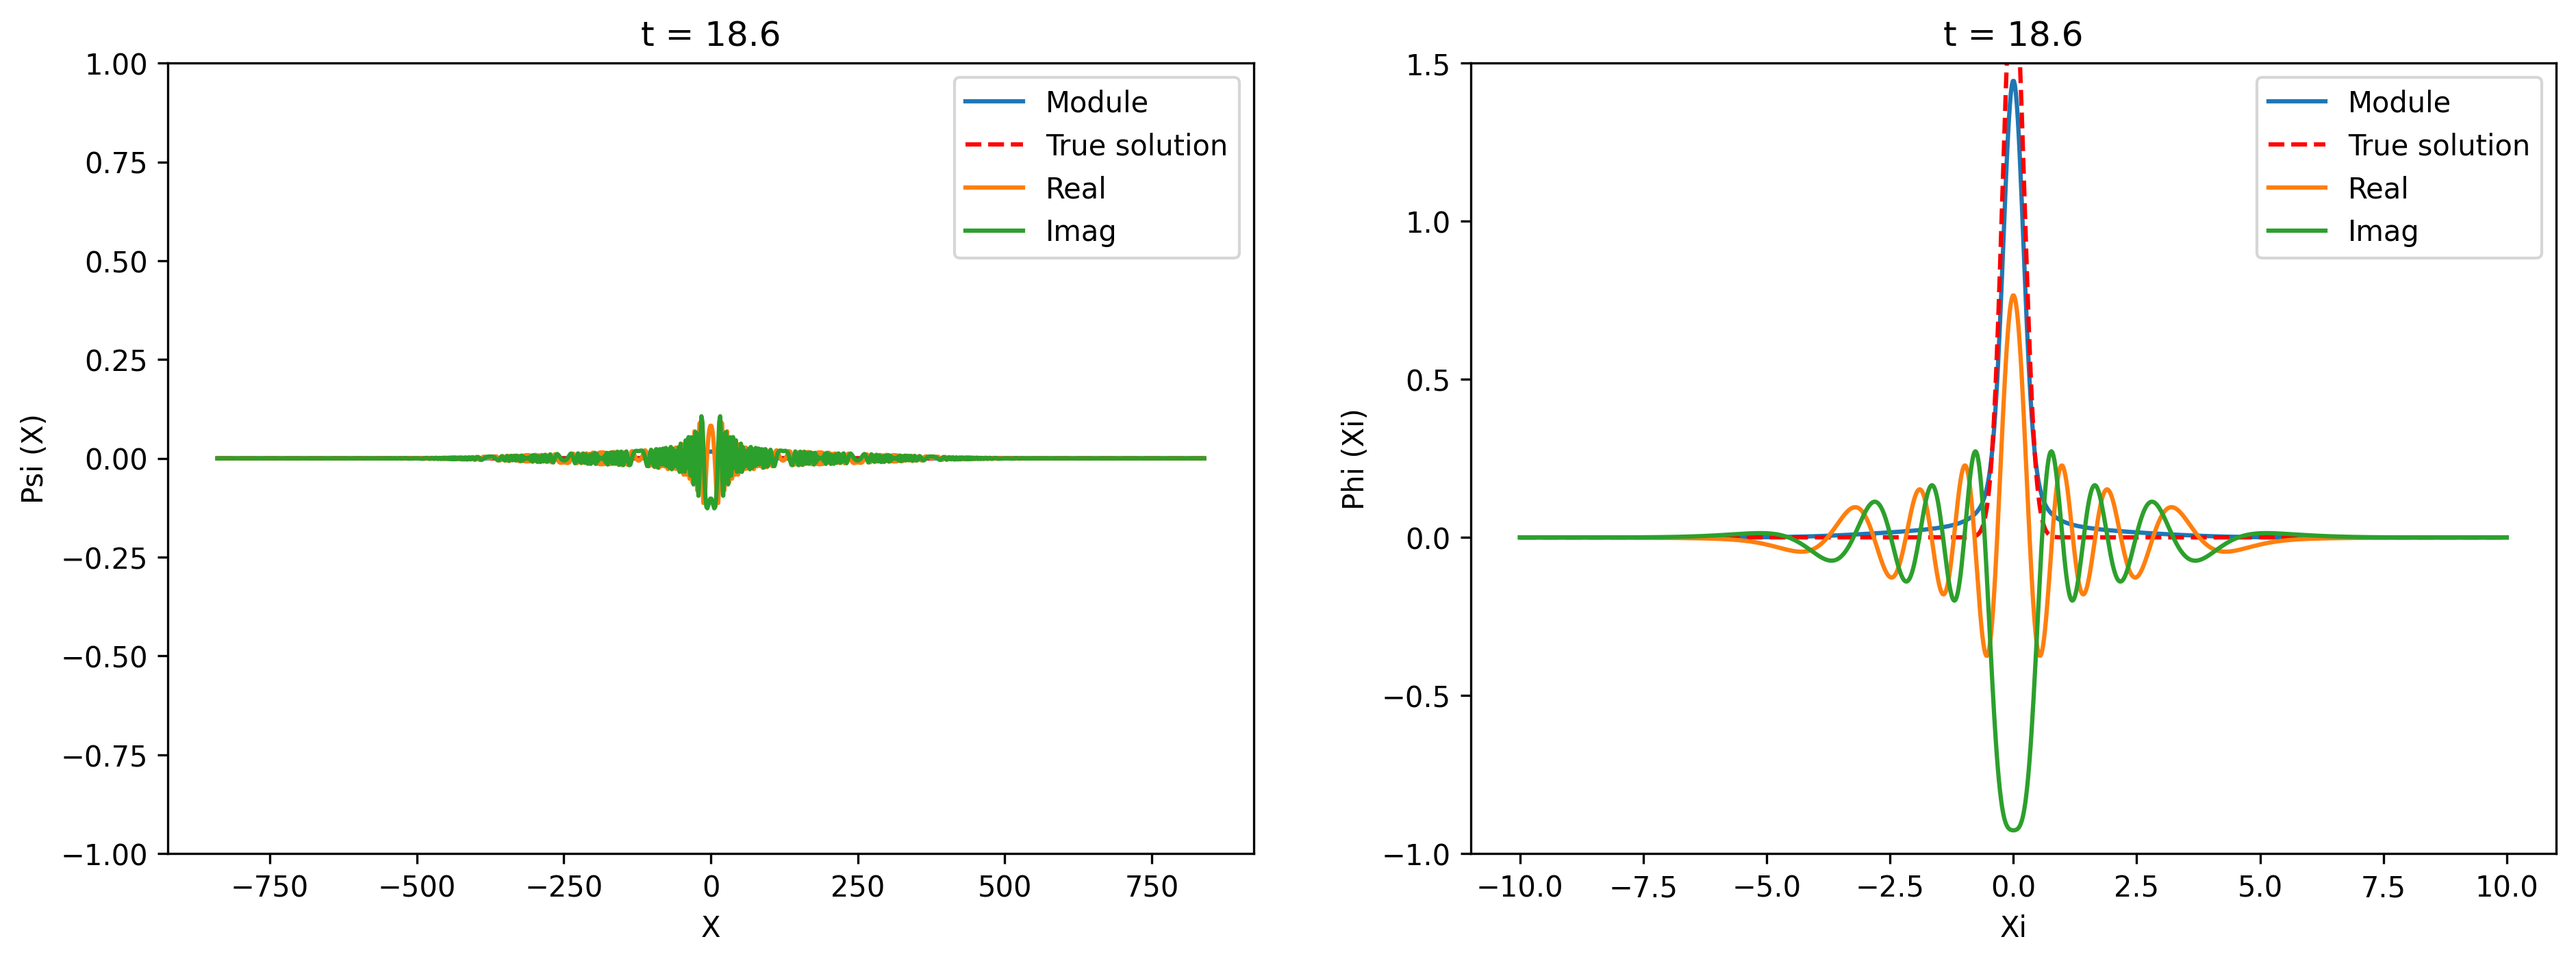 t = 18.6
1.00
0.75
0.50
0.25
0.00
−0.25
−0.50
−0.75
−1.00
Psi (X)
Module
True solution
Real
Imag
−750 −500 −250 0 250 500 750
X
t = 18.6
1.5
1.0
0.5
0.0
−0.5
−1.0
Phi (Xi)
Module
True solution
Real
Imag
−10.0 −7.5 −5.0 −2.5 0.0 2.5 5.0 7.5 10.0
Xi